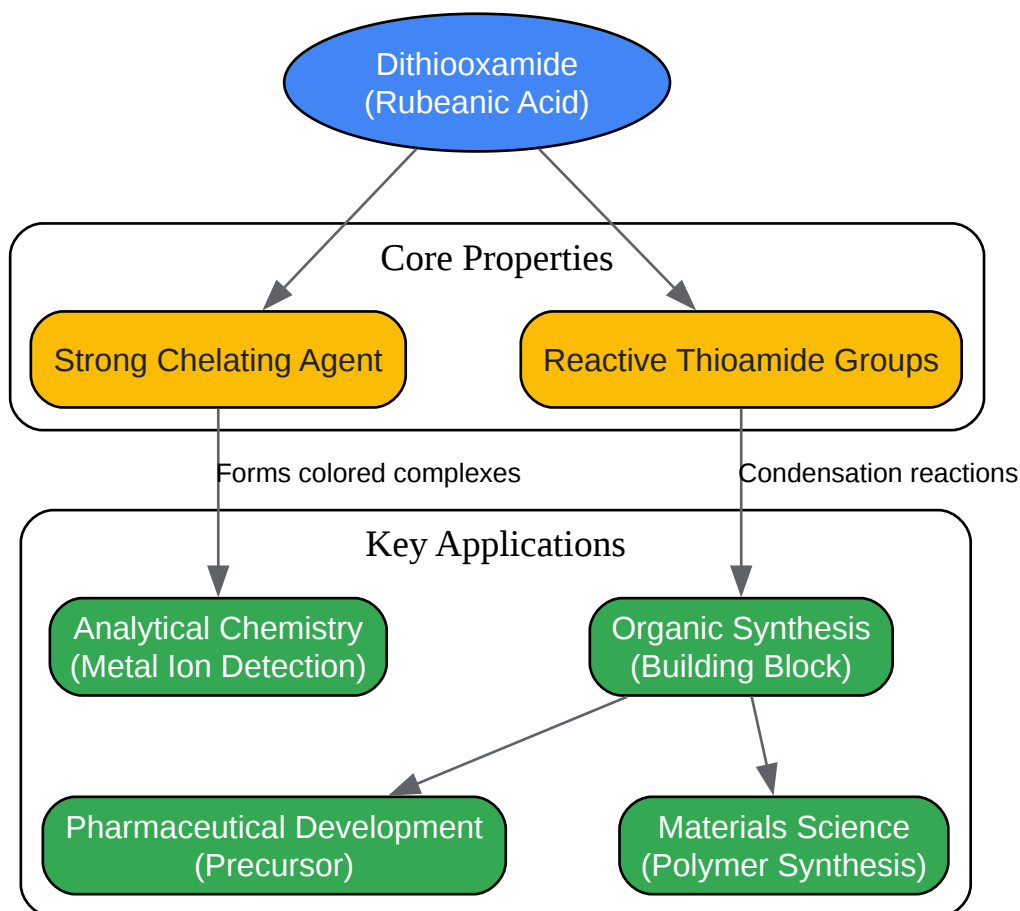 Dithiooxamide
(Rubeanic Acid)
Core Properties
Strong Chelating Agent
Reactive Thioamide Groups
Forms colored complexes
Condensation reactions
Key Applications
Analytical Chemistry
(Metal Ion Detection)
Organic Synthesis
(Building Block)
Pharmaceutical Development
(Precursor)
Materials Science
(Polymer Synthesis)